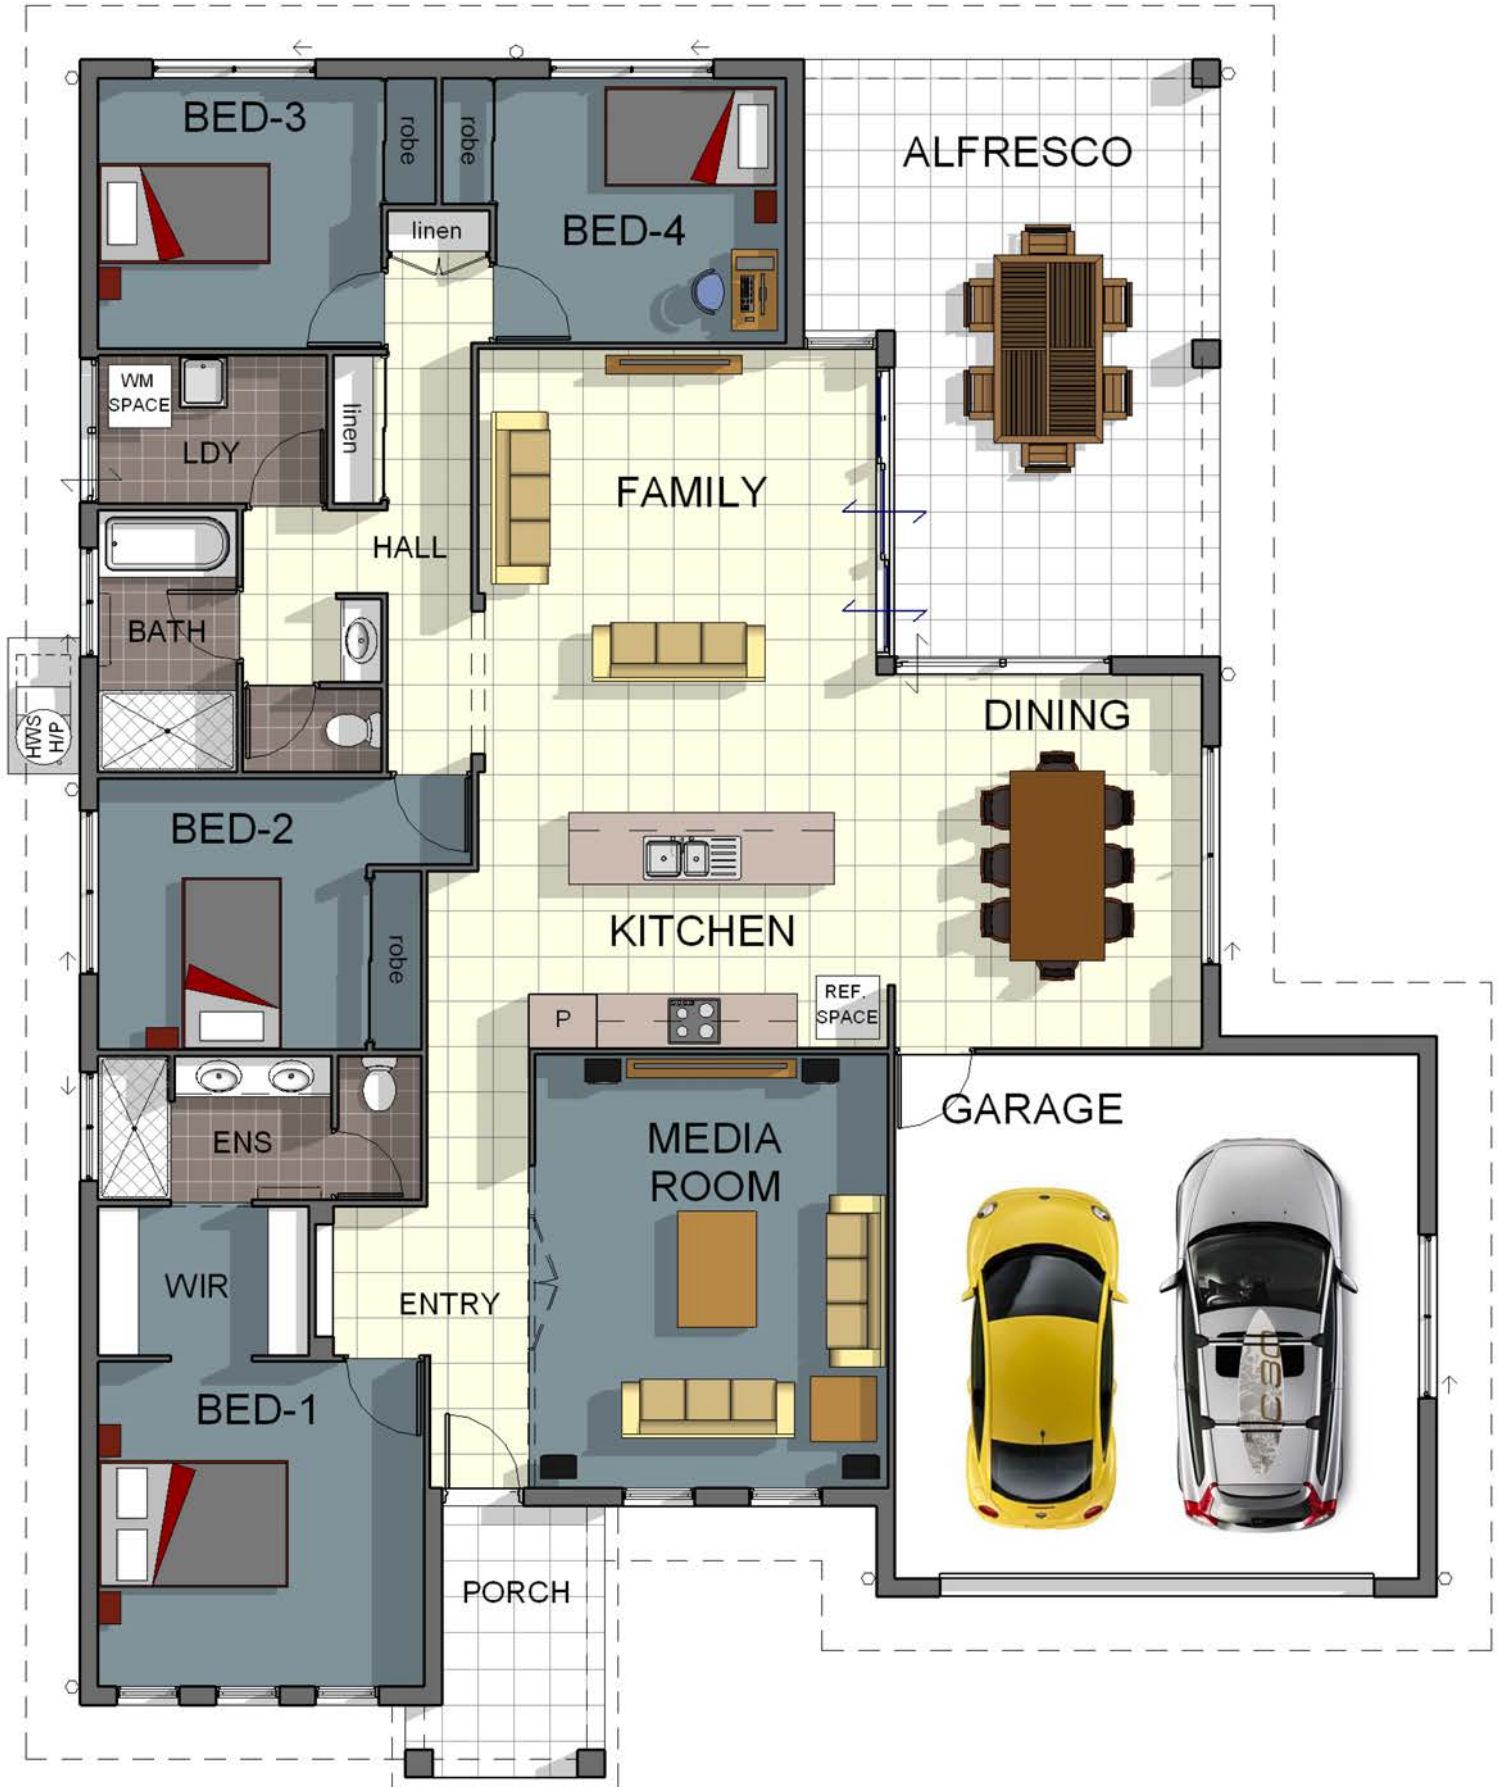 BED-3
robe
robe
ALFRESCO
linen
BED-4
WM
SPACE
linen
LDY
FAMILY
HALL
BATH
HWS
H/P
DINING
BED-2
KITCHEN
robe
REF.
SPACE
P
GARAGE
ENS
MEDIA
ROOM
WIR
ENTRY
C30
BED-1
PORCH